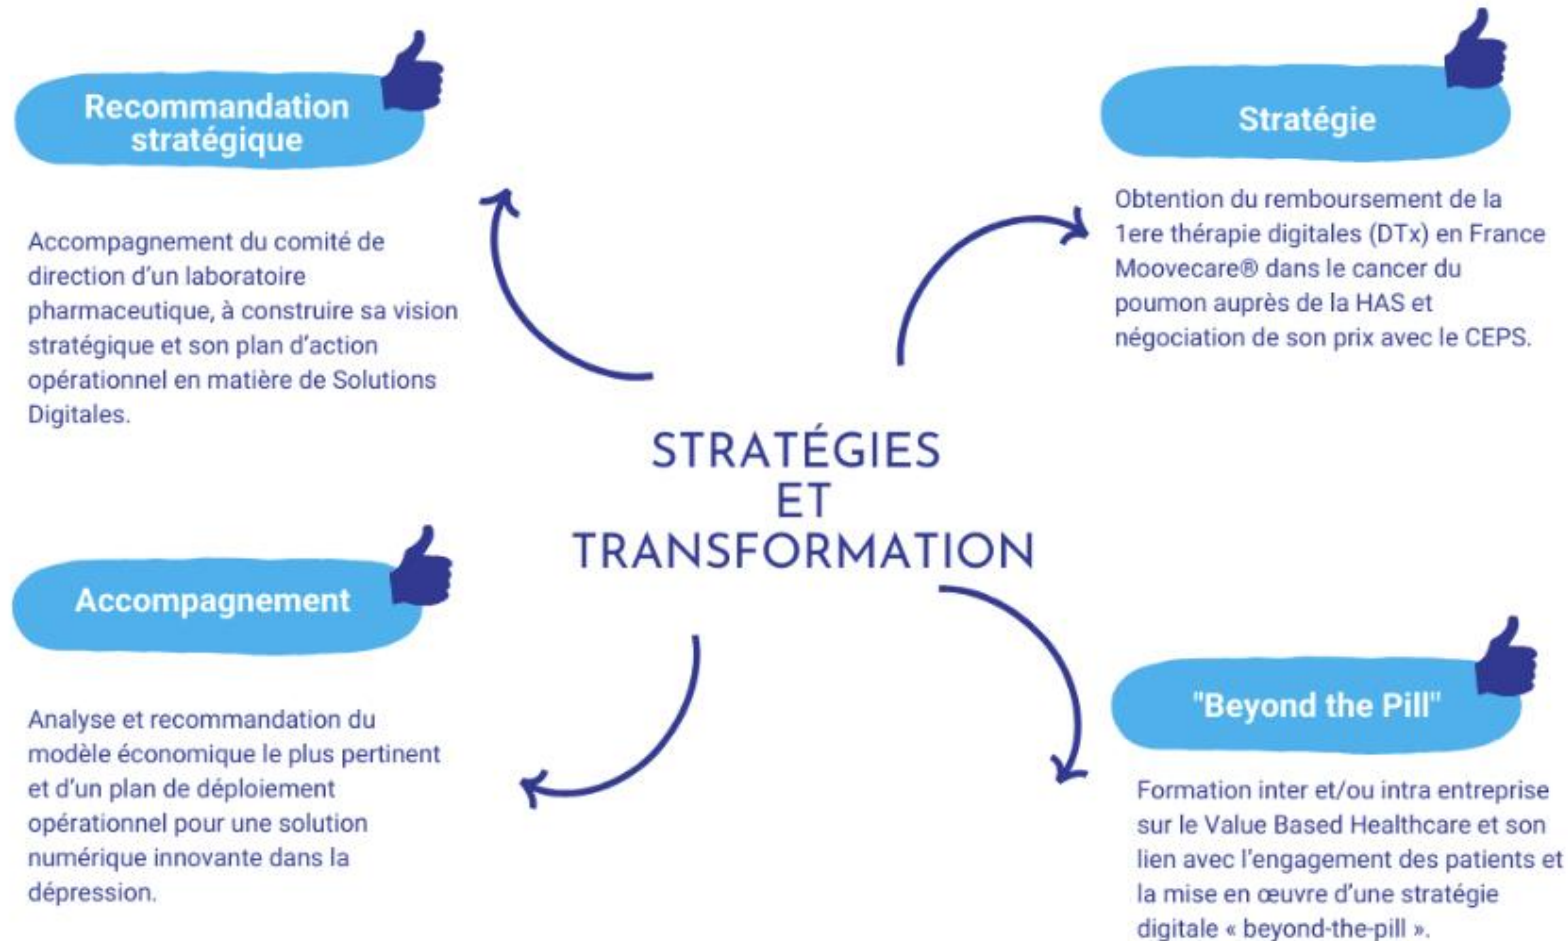 Recommandation
stratégique
Accompagnement du comité de
direction d'un laboratoire
pharmaceutique, à construire sa vision
stratégique et son plan d'action
opérationnel en matière de Solutions
Digitales.
Stratégie
Obtention du remboursement de la
1ere thérapie digitales (DTx) en France
Moovecare® dans le cancer du
poumon auprès de la HAS et
négociation de son prix avec le CEPS.
STRATÉGIES
ET
TRANSFORMATION
Accompagnement
Analyse et recommandation du
modèle économique le plus pertinent
et d'un plan de déploiement
opérationnel pour une solution
numérique innovante dans la
dépression.
"Beyond the Pill"
Formation inter et/ou intra entreprise
sur le Value Based Healthcare et son
lien avec l'engagement des patients et
la mise en œuvre d'une stratégie
digitale « beyond-the-pill ».